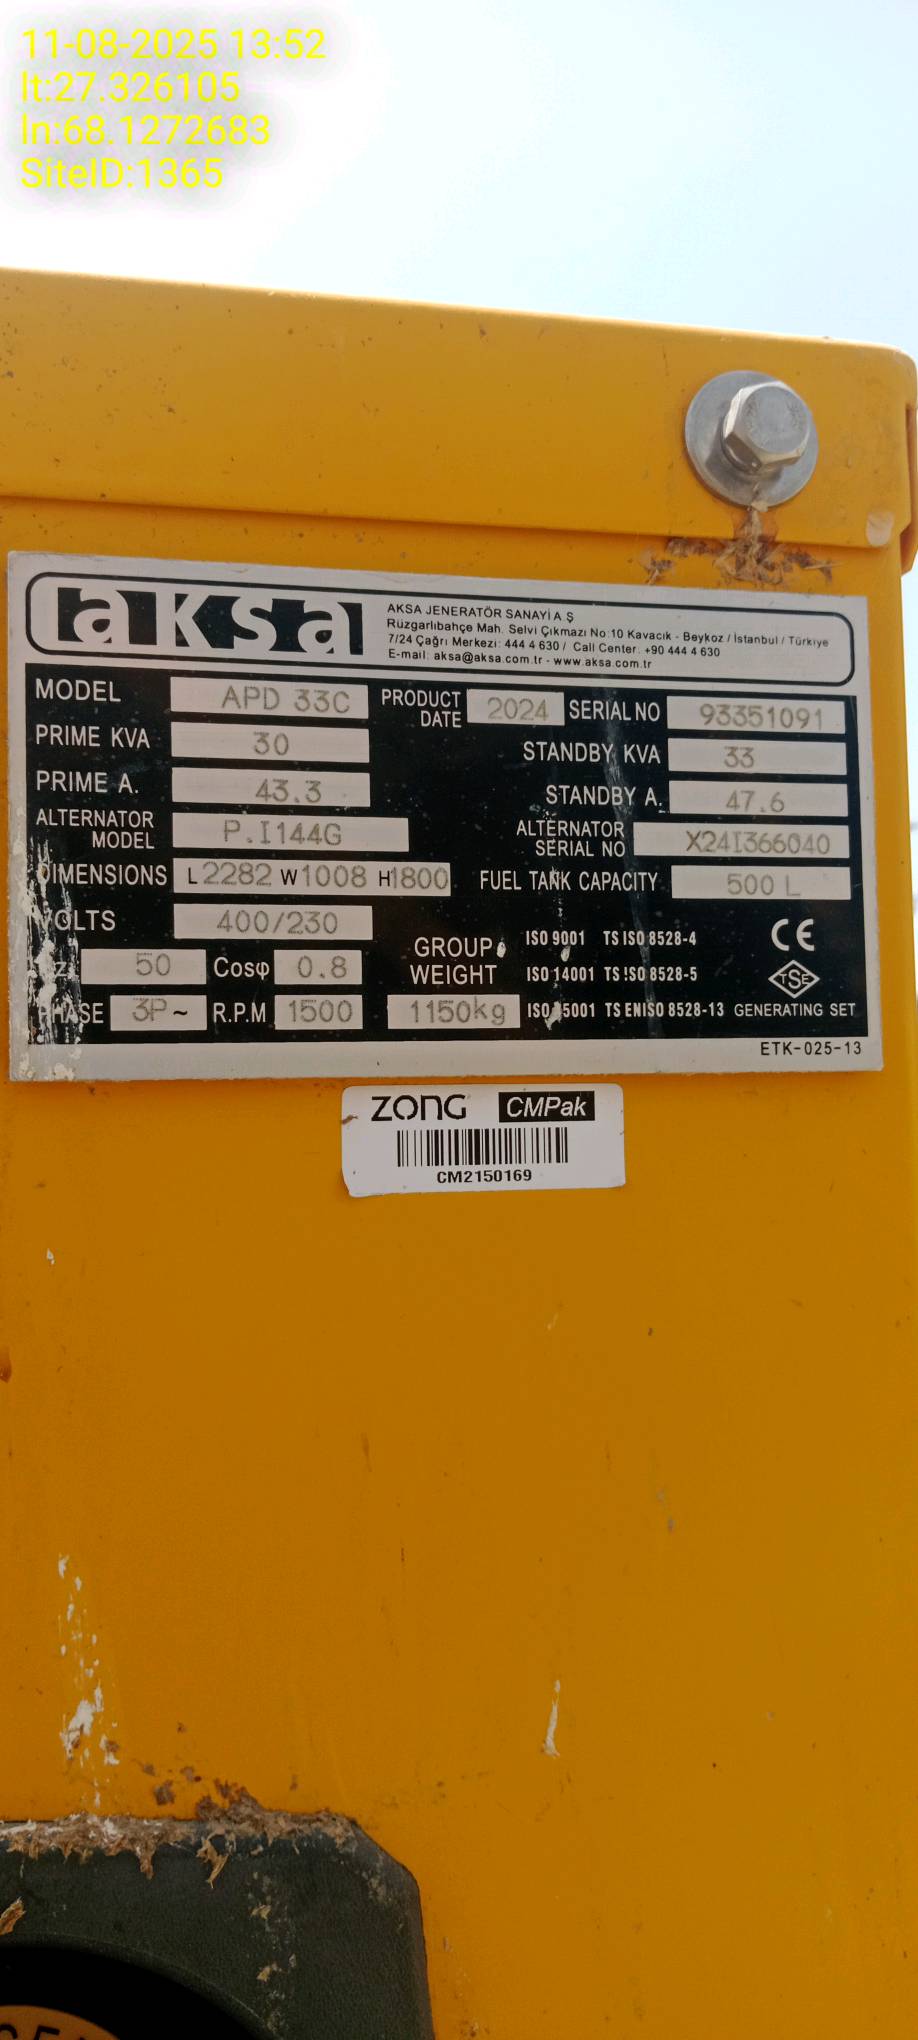 11-08-2025 13:52
lt:27.326105
ln:68.1272683
SiteID:1365
aksa
AKSA JENERATÖR SANAYİ A Ş
Rüzgarlıbahçe Mah. Selvi Çıkmazı No:10 Kavacık - Beykoz / İstanbul / Türkiye
7/24 Çağrı Merkezi: 444 4 630 / Call Center: +90 444 4 630
E-mail: aksa@aksa.com.tr - www.aksa.com.tr
MODEL APD 33C PRODUCT DATE 2024 SERIAL NO 93351091
PRIME KVA 30 STANDBY KVA 33
PRIME A. 43.3 STANDBY A. 47.6
ALTERNATOR MODEL P.I144G ALTERNATOR SERIAL NO X24I366040
DIMENSIONS L2282 W1008 H1800 FUEL TANK CAPACITY 500 L
VOLTS 400/230
50 Cosφ 0.8 GROUP WEIGHT
PHASE 3P~ R.P.M 1500 1150kg
ISO 9001 TS ISO 8528-4
ISO 14001 TS ISO 8528-5
TS EN ISO 8528-13
CE
TSE
GENERATING SET
ETK-025-13
ZONG CMPak
CM2150169